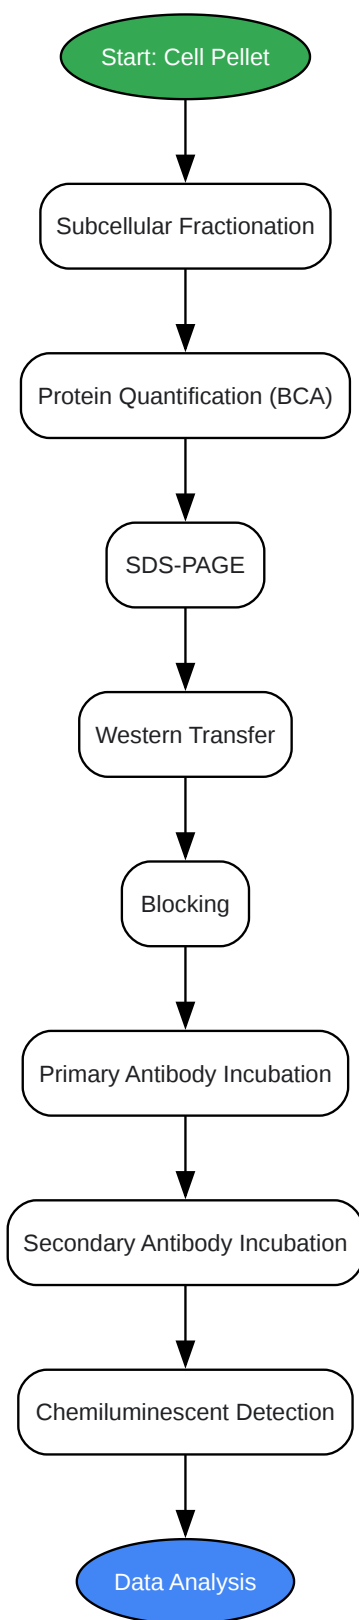 Start: Cell Pellet
Subcellular Fractionation
Protein Quantification (BCA)
SDS-PAGE
Western Transfer
Blocking
Primary Antibody Incubation
Secondary Antibody Incubation
Chemiluminescent Detection
Data Analysis